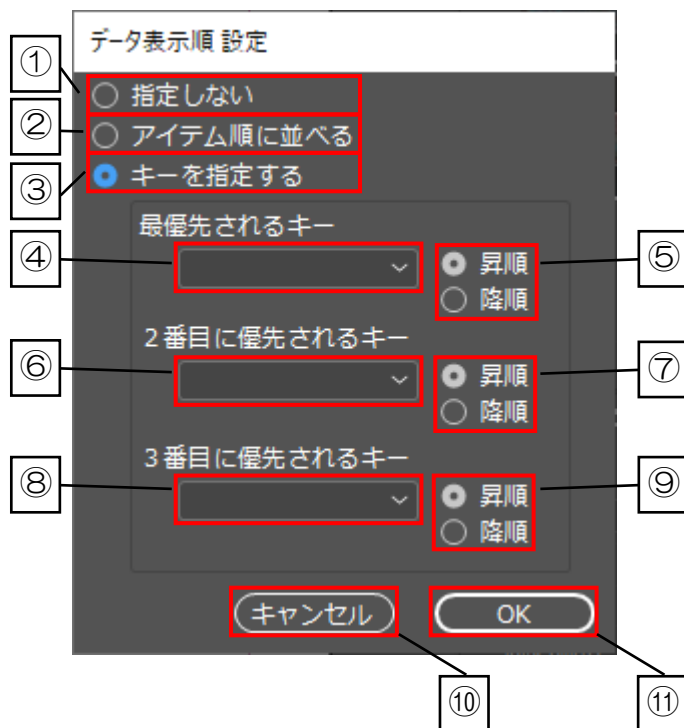 データ表示順 設定
①
指定しない
②
アイテム順に並べる
③
キーを指定する
最優先されるキー
④
昇順
⑤
降順
2番目に優先されるキー
⑥
昇順
⑦
降順
3番目に優先されるキー
⑧
昇順
⑨
降順
キャンセル
OK
⑩
⑪